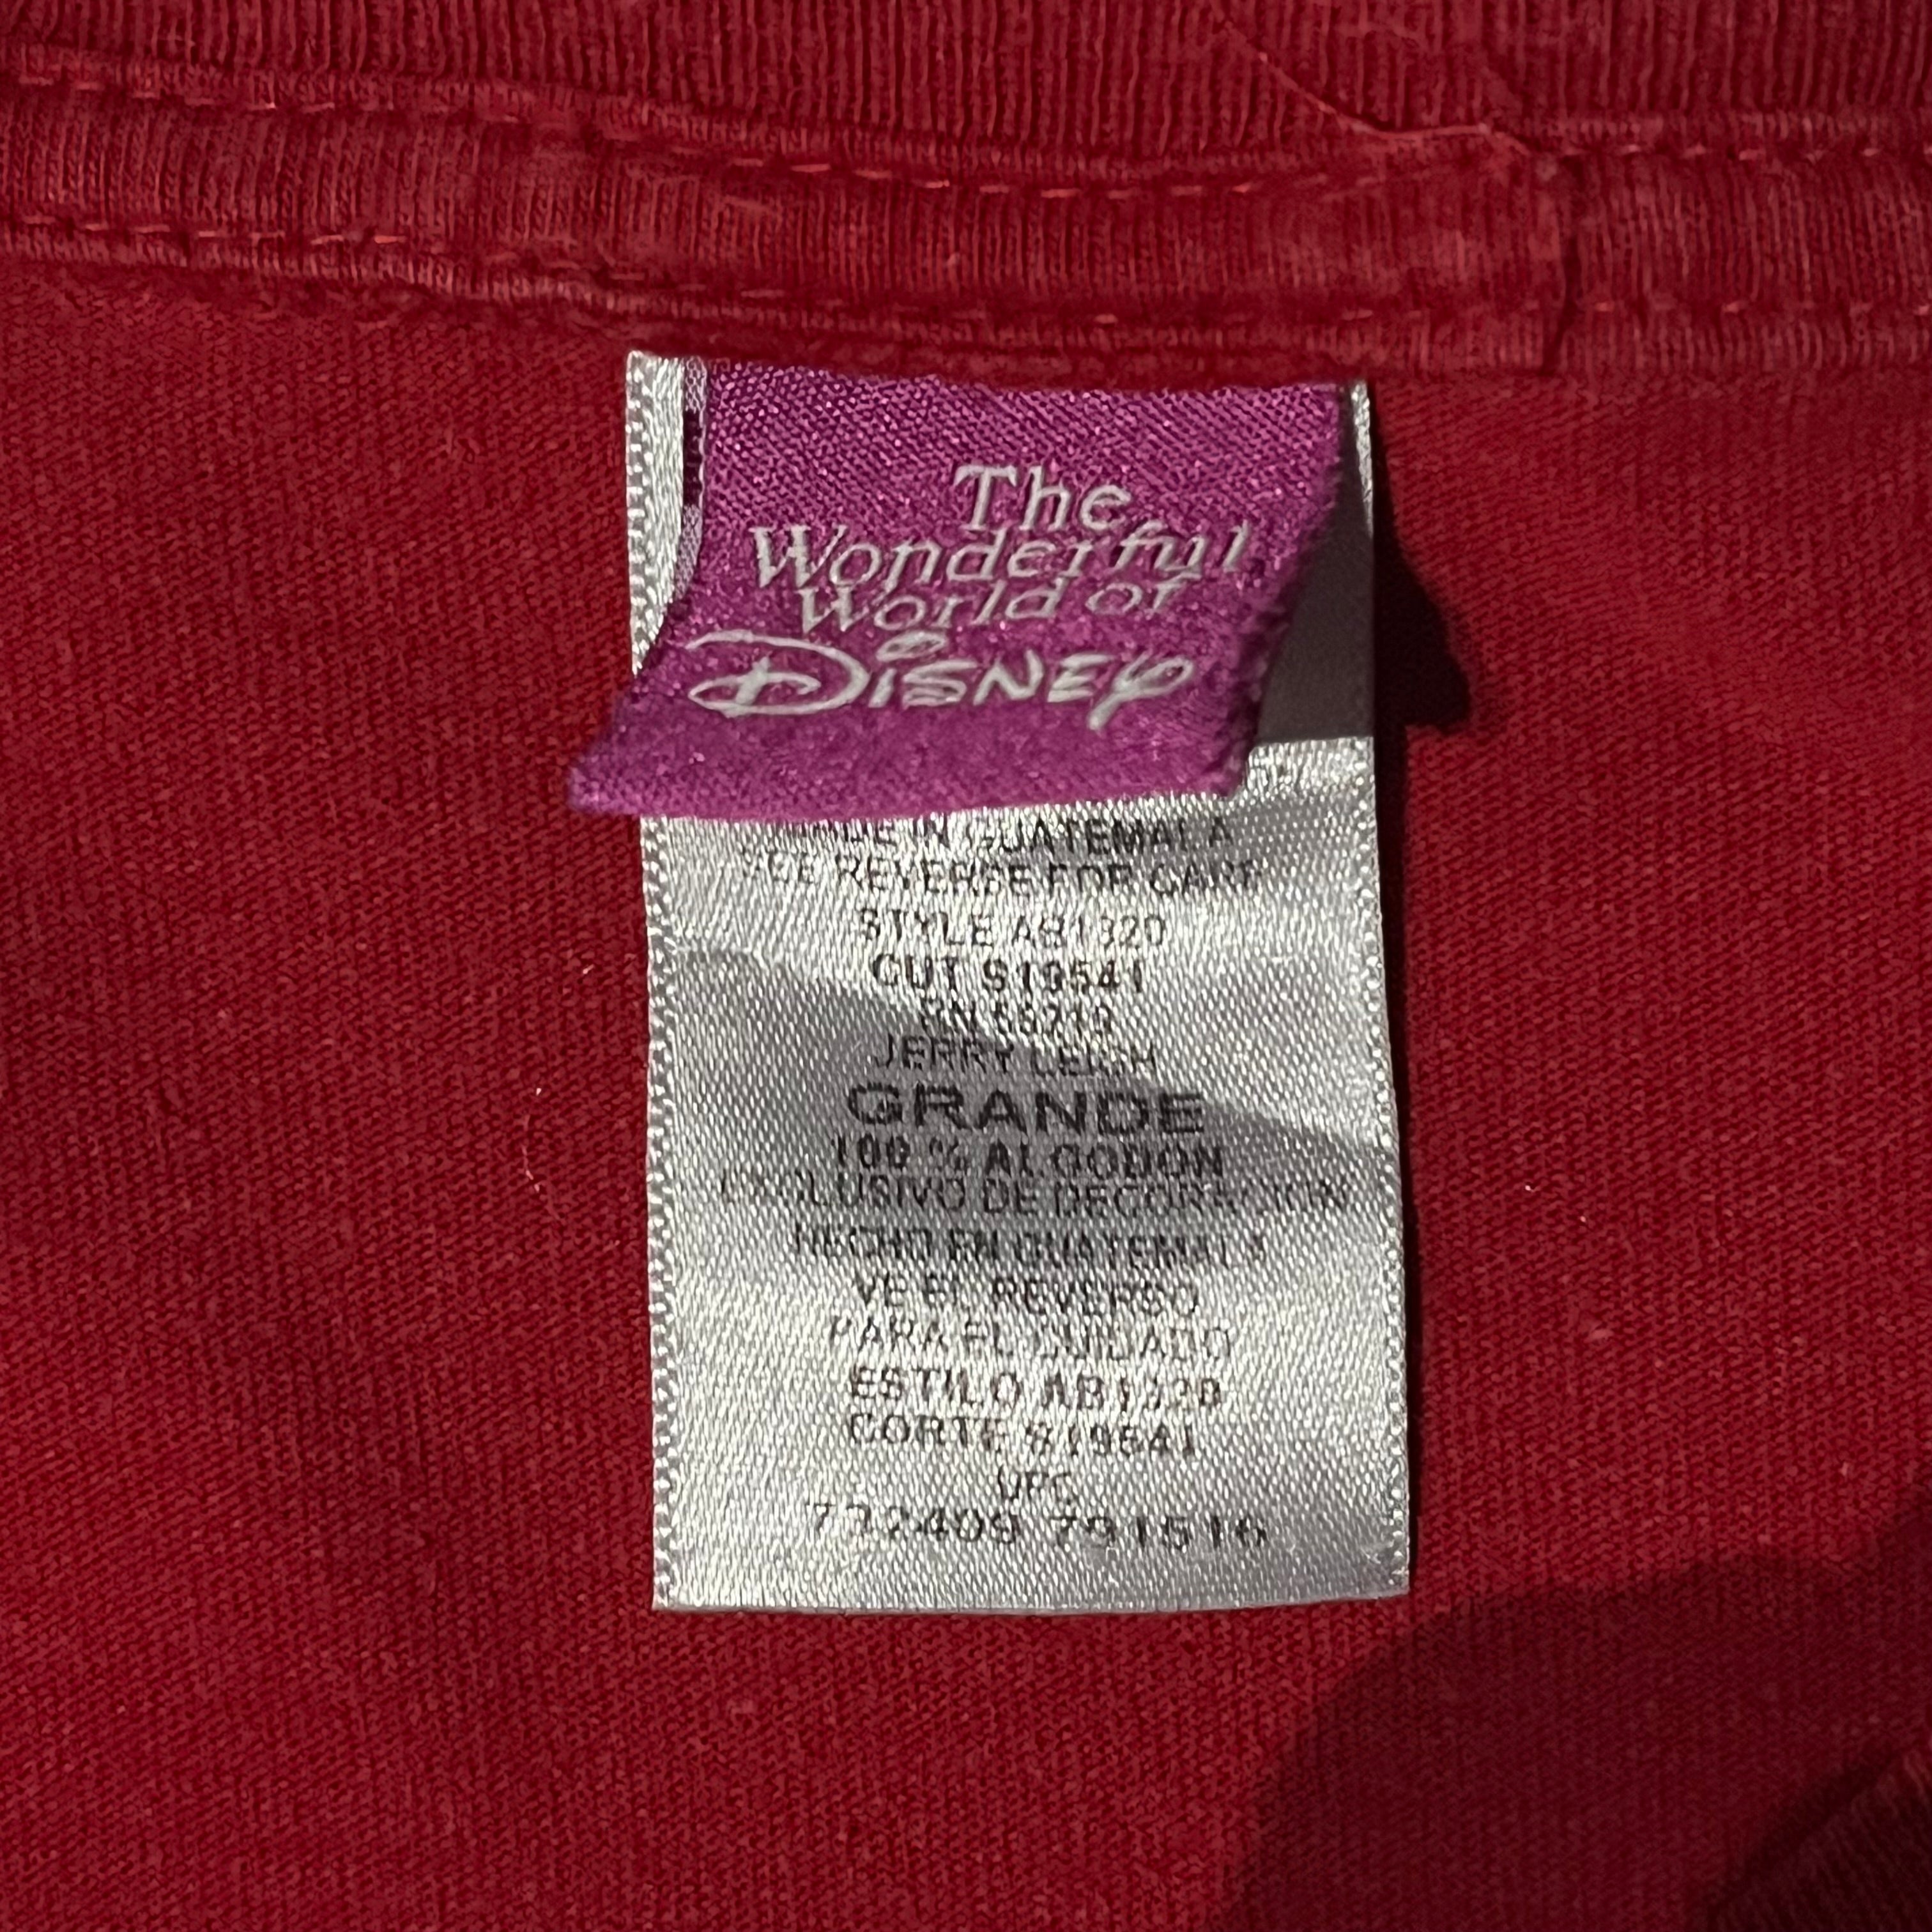 The
Wonderful
World of
Disney
MADE IN GUATEMALA
SEE REVERSE FOR CARE
STYLE AB1320
CUT S19541
RN 56219
JERRY LEIGH
GRANDE
100 % ALGODON
EXCLUSIVO DE DECORACION
HECHO EN GUATEMALA
VE EL REVERSO
PARA EL CUIDADO
ESTILO AB1320
CORTE S19541
UPC
732409 791516